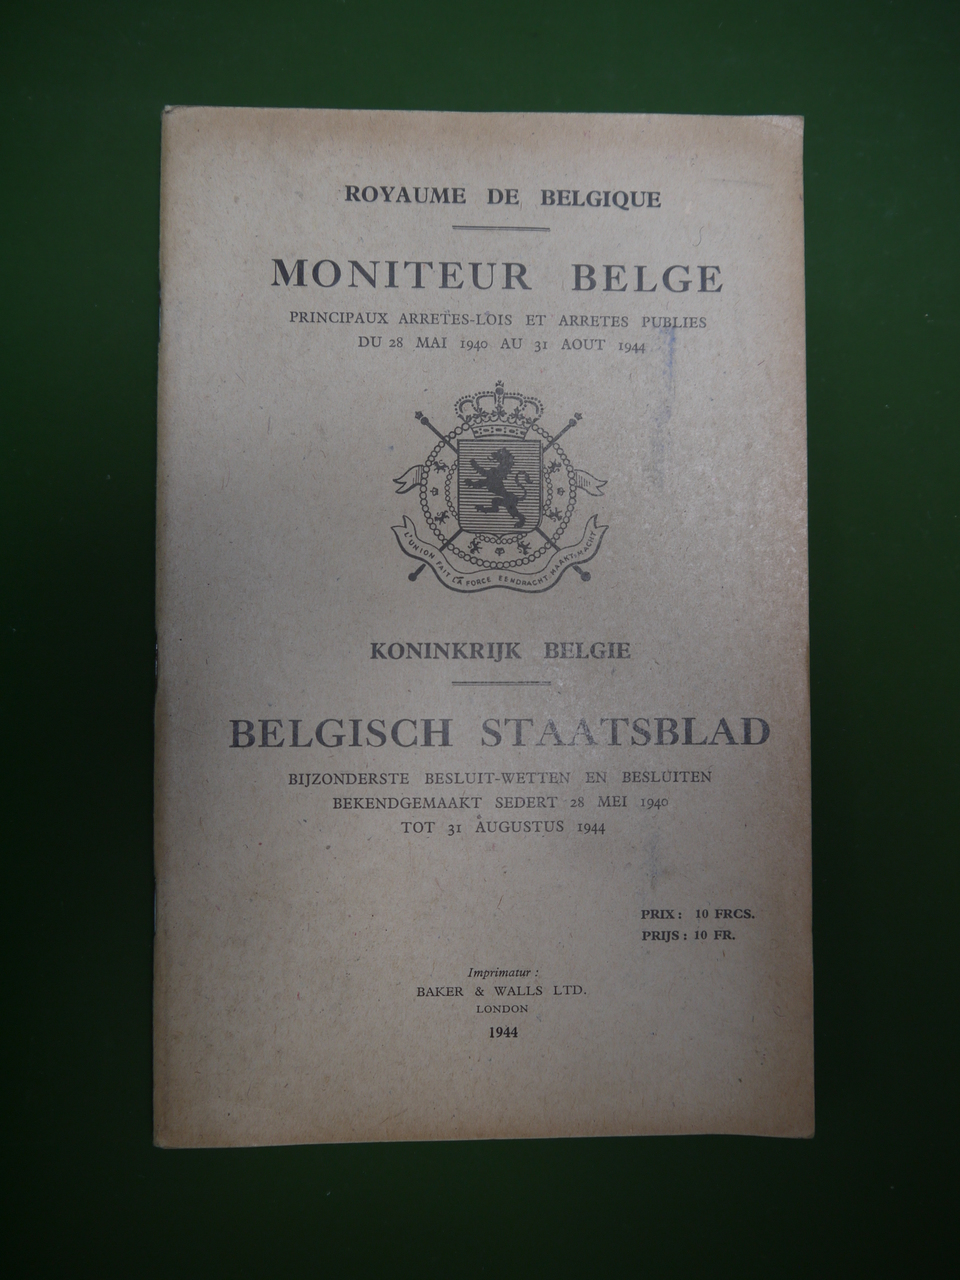 ROYAUME DE BELGIQUE
MONITEUR BELGE
PRINCIPAUX ARRETES-LOIS ET ARRETES PUBLIES
DU 28 MAI 1940 AU 31 AOUT 1944
L'UNION FAIT LA FORCE EENDRACHT MAAKT MACHT
KONINKRIJK BELGIE
BELGISCH STAATSBLAD
BIJZONDERSTE BESLUIT-WETTEN EN BESLUITEN
BEKENDGEMAAKT SEDERT 28 MEI 1940
TOT 31 AUGUSTUS 1944
PRIX : 10 FRCS.
PRIJS : 10 FR.
Imprimatur :
BAKER & WALLS LTD.
LONDON
1944